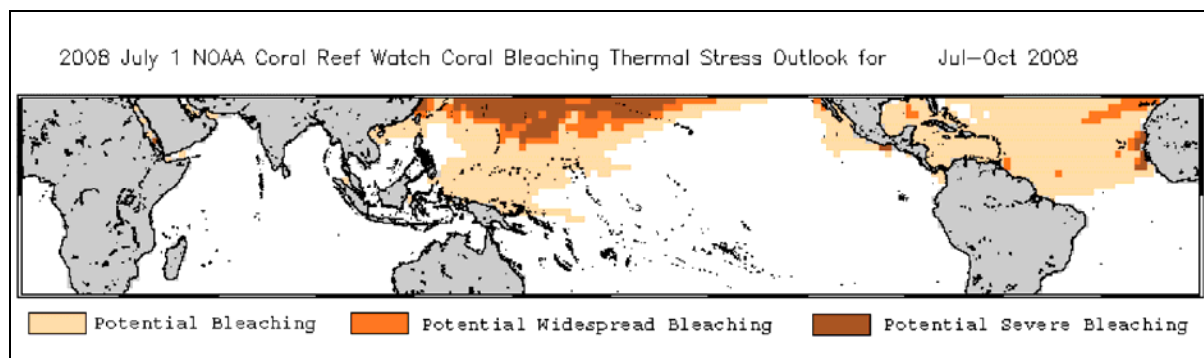 2008 July 1 NOAA Coral Reef Watch Coral Bleaching Thermal Stress Outlook for Jul-Oct 2008
Potential Bleaching Potential Widespread Bleaching Potential Severe Bleaching